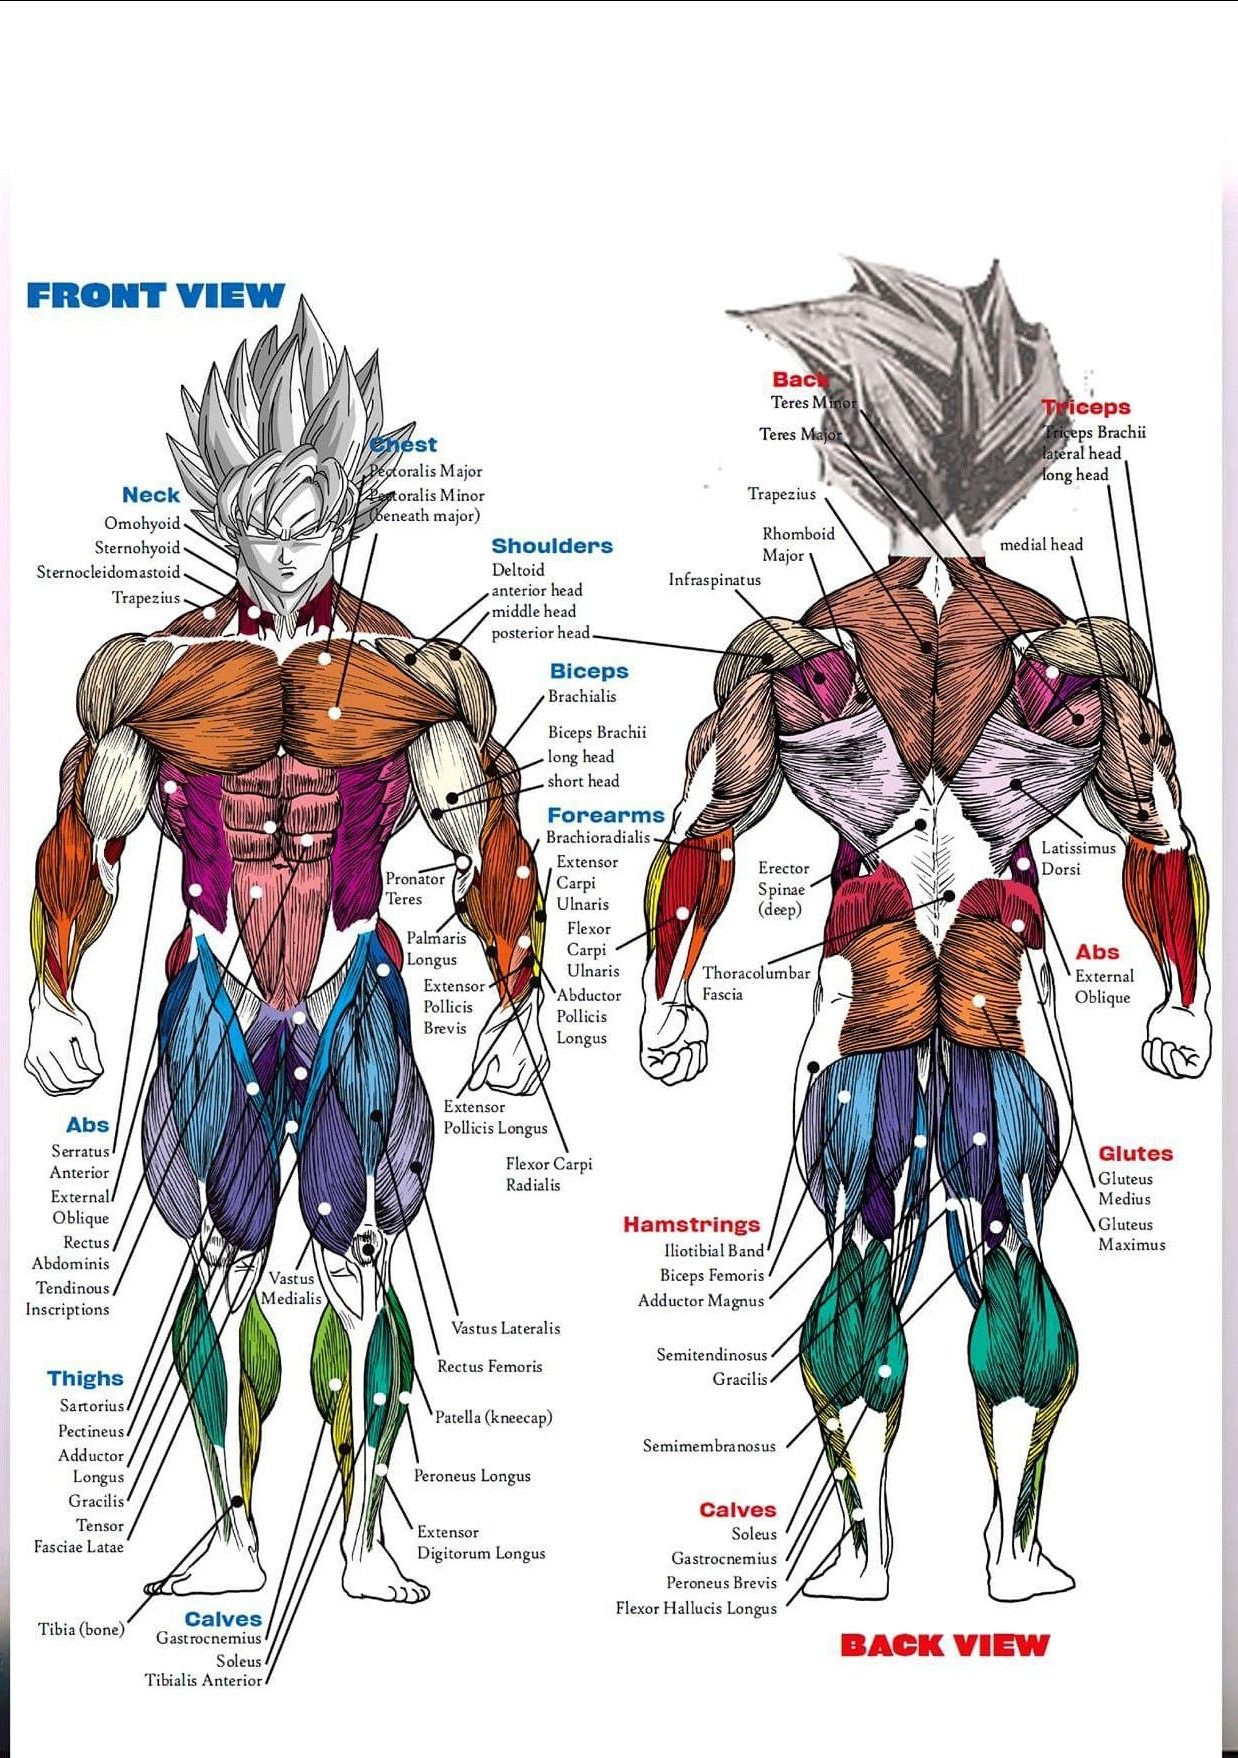 FRONT VIEW
Neck
Omohyoid
Sternohyoid
Sternocleidomastoid
Trapezius
Chest
Pectoralis Major
Pectoralis Minor
(beneath major)
Shoulders
Deltoid
anterior head
middle head
posterior head
Biceps
Brachialis
Biceps Brachii
long head
short head
Forearms
Brachioradialis
Extensor
Carpi
Ulnaris
Flexor
Carpi
Ulnaris
Abductor
Pollicis
Longus
Pronator
Teres
Palmaris
Longus
Extensor
Pollicis
Brevis
Extensor
Pollicis Longus
Flexor Carpi
Radialis
Abs
Serratus
Anterior
External
Oblique
Rectus
Abdominis
Tendinous
Inscriptions
Thighs
Sartorius
Pectineus
Adductor
Longus
Gracilis
Tensor
Fasciae Latae
Vastus
Medialis
Vastus Lateralis
Rectus Femoris
Patella (kneecap)
Peroneus Longus
Extensor
Digitorum Longus
Tibia (bone)
Calves
Gastrocnemius
Soleus
Tibialis Anterior
Back
Teres Minor
Teres Major
Trapezius
Rhomboid
Major
Infraspinatus
Triceps
Triceps Brachii
lateral head
long head
medial head
Erector
Spinae
(deep)
Latissimus
Dorsi
Thoracolumbar
Fascia
Abs
External
Oblique
Glutes
Gluteus
Medius
Gluteus
Maximus
Hamstrings
Iliotibial Band
Biceps Femoris
Adductor Magnus
Semitendinosus
Gracilis
Semimembranosus
Calves
Soleus
Gastrocnemius
Peroneus Brevis
Flexor Hallucis Longus
BACK VIEW